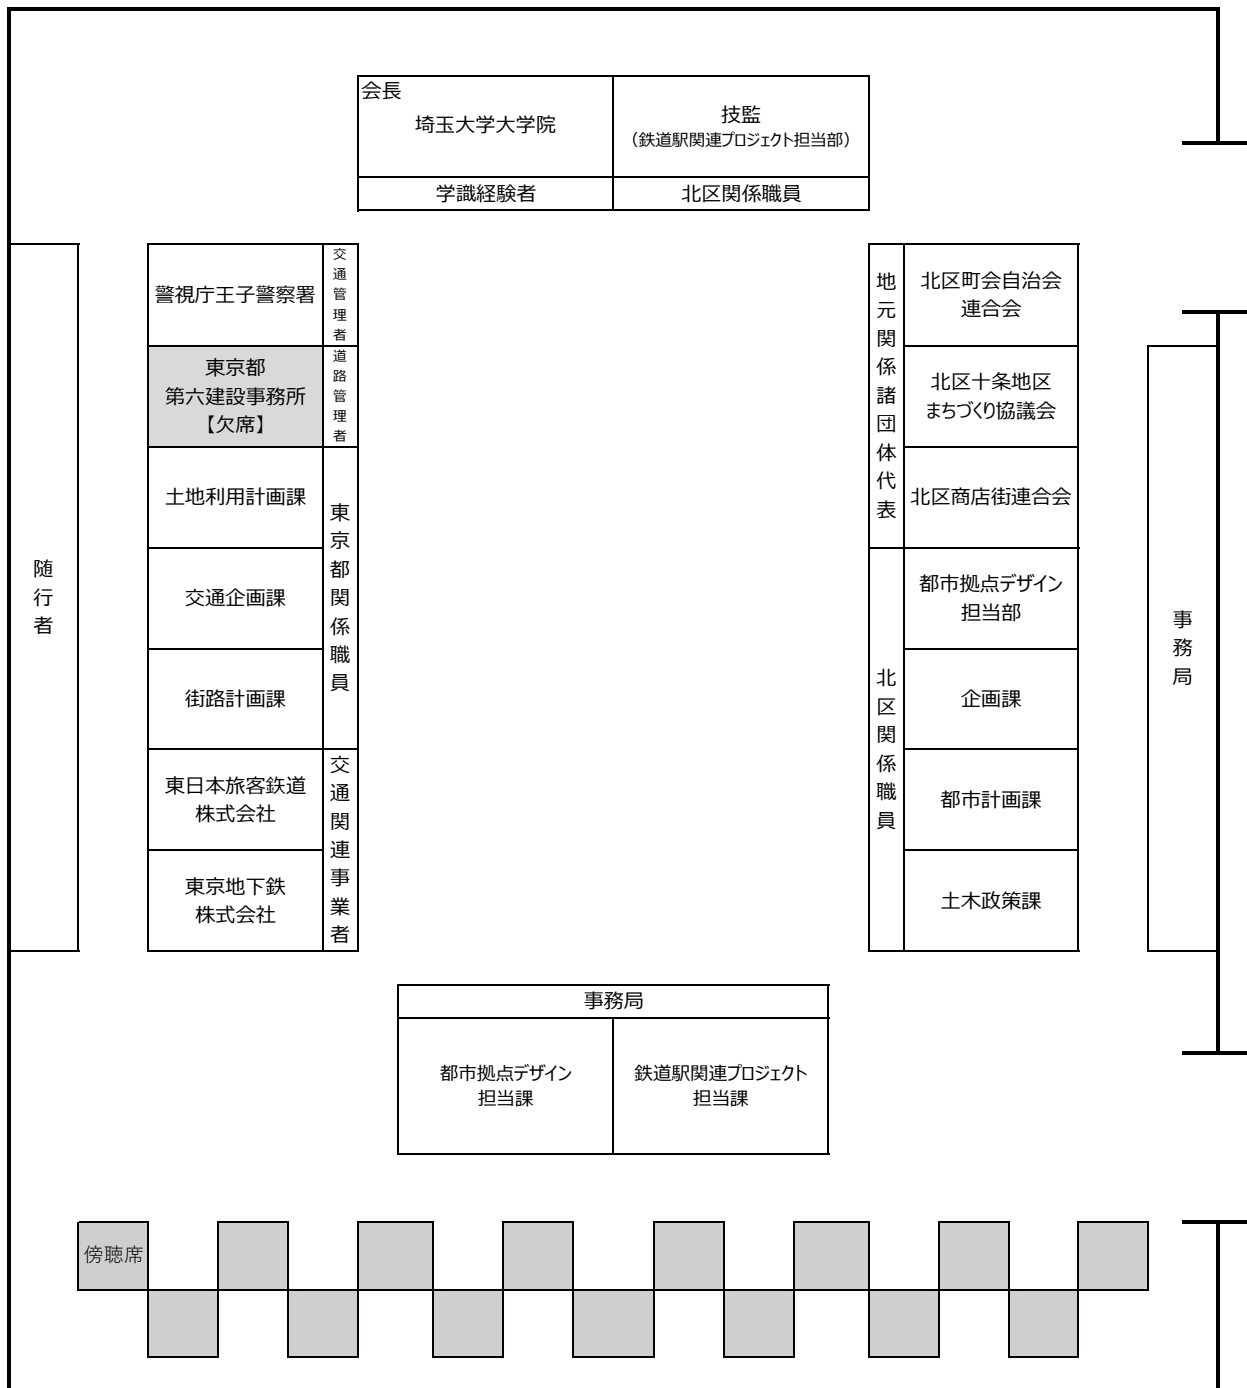 会長
埼玉大学大学院
技監
（鉄道駅関連プロジェクト担当部）
学識経験者
北区関係職員
随行者
警視庁王子警察署
交通管理者
東京都
第六建設事務所
【欠席】
道路管理者
土地利用計画課
交通企画課
街路計画課
東京都関係職員
東日本旅客鉄道
株式会社
東京地下鉄
株式会社
交通関連事業者
地元関係諸団体代表
北区町会自治会
連合会
北区十条地区
まちづくり協議会
北区商店街連合会
北区関係職員
都市拠点デザイン
担当部
企画課
都市計画課
土木政策課
事務局
事務局
都市拠点デザイン
担当課
鉄道駅関連プロジェクト
担当課
傍聴席